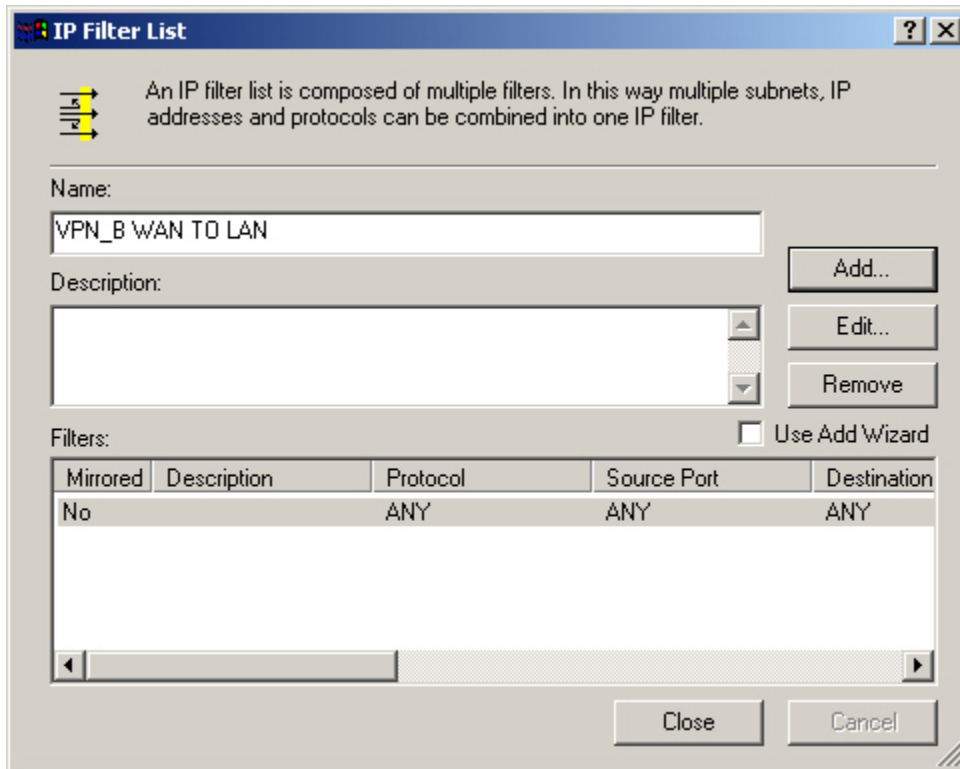 IP Filter List
An IP filter list is composed of multiple filters. In this way multiple subnets, IP
addresses and protocols can be combined into one IP filter.
Name:
VPN_B WAN TO LAN
Add...
Description:
Edit...
Remove
Filters:
Use Add Wizard
Mirrored Description Protocol Source Port Destination
No ANY ANY ANY
Close Cancel